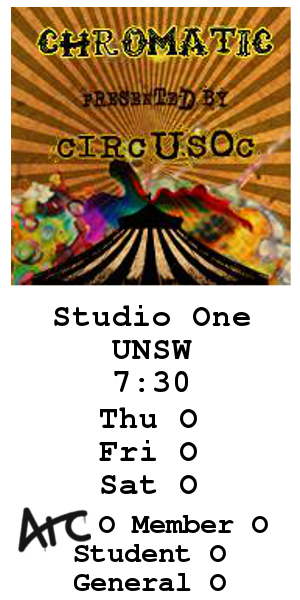 CHROMATIC
PRESENTED BY
CIRCUSOC
Studio One
UNSW
7:30
Thu O
Fri O
Sat O
Arc O Member O
Student O
General O